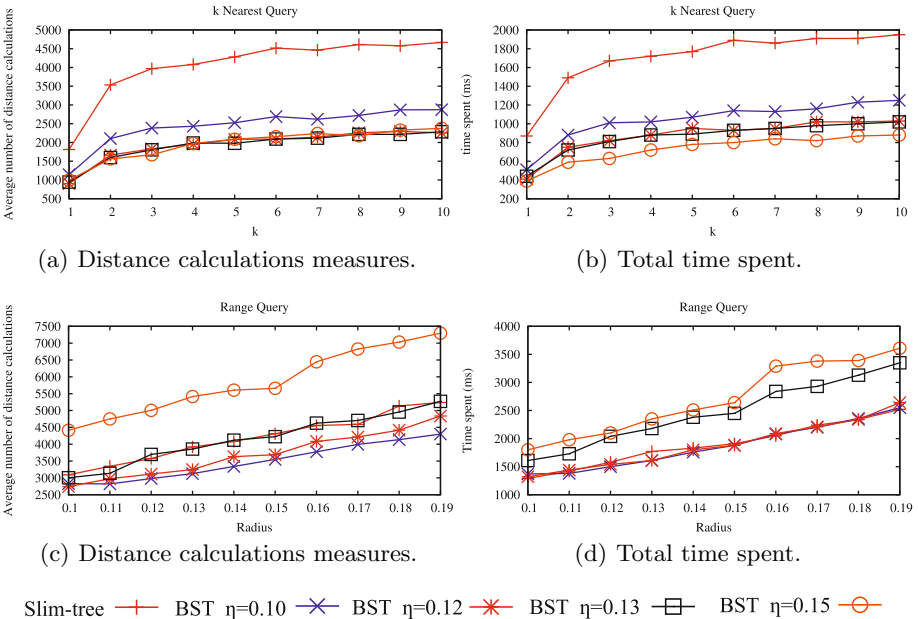 k Nearest Query
Average number of distance calculations
5000
4500
4000
3500
3000
2500
2000
1500
1000
500
1 2 3 4 5 6 7 8 9 10
k
(a) Distance calculations measures.
k Nearest Query
time spent (ms)
2000
1800
1600
1400
1200
1000
800
600
400
200
1 2 3 4 5 6 7 8 9 10
k
(b) Total time spent.
Range Query
Average number of distance calculations
7500
7000
6500
6000
5500
5000
4500
4000
3500
3000
2500
0.1 0.11 0.12 0.13 0.14 0.15 0.16 0.17 0.18 0.19
Radius
(c) Distance calculations measures.
Range Query
Time spent (ms)
4000
3500
3000
2500
2000
1500
1000
0.1 0.11 0.12 0.13 0.14 0.15 0.16 0.17 0.18 0.19
Radius
(d) Total time spent.
Slim-tree BST η=0.10 BST η=0.12 BST η=0.13 BST η=0.15